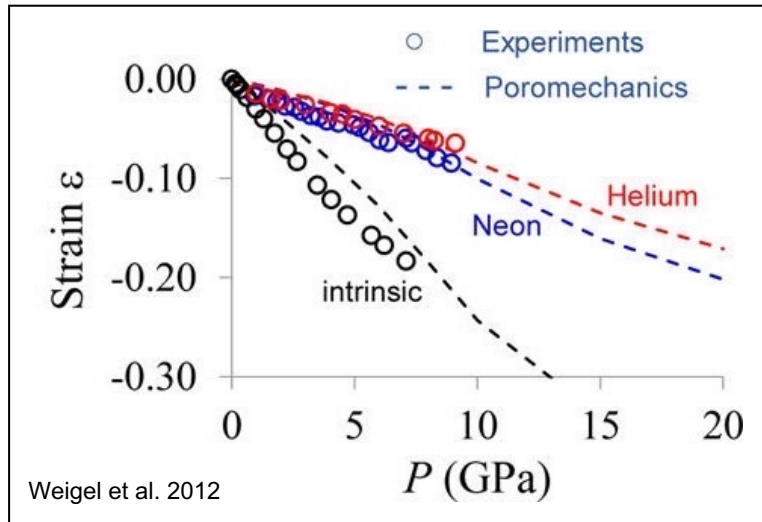 Experiments
Poromechanics
0.00
-0.10
-0.20
-0.30
Strain ε
Helium
Neon
intrinsic
0 5 10 15 20
P (GPa)
Weigel et al. 2012